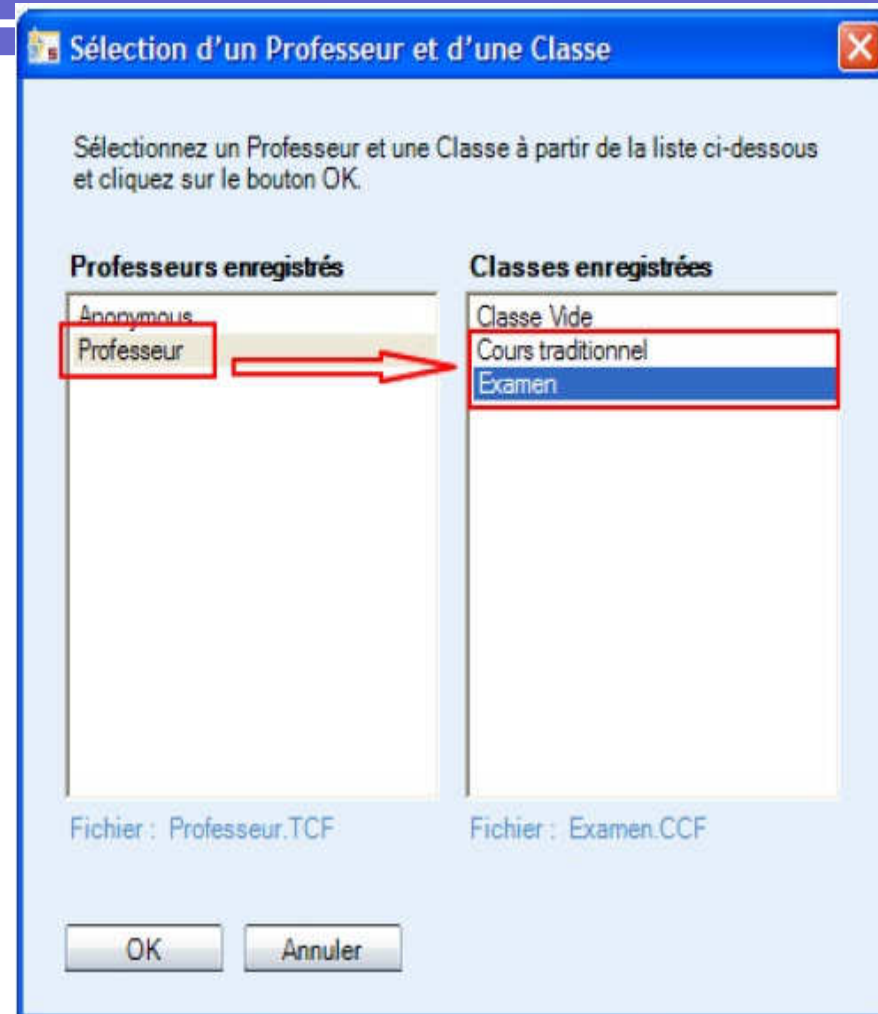 Sélection d'un Professeur et d'une Classe
Sélectionnez un Professeur et une Classe à partir de la liste ci-dessous
et cliquez sur le bouton OK.
Professeurs enregistrés
Classes enregistrées
Anonymous
Professeur
Classe Vide
Cours traditionnel
Examen
Fichier : Professeur.TCF
Fichier : Examen.CCF
OK
Annuler